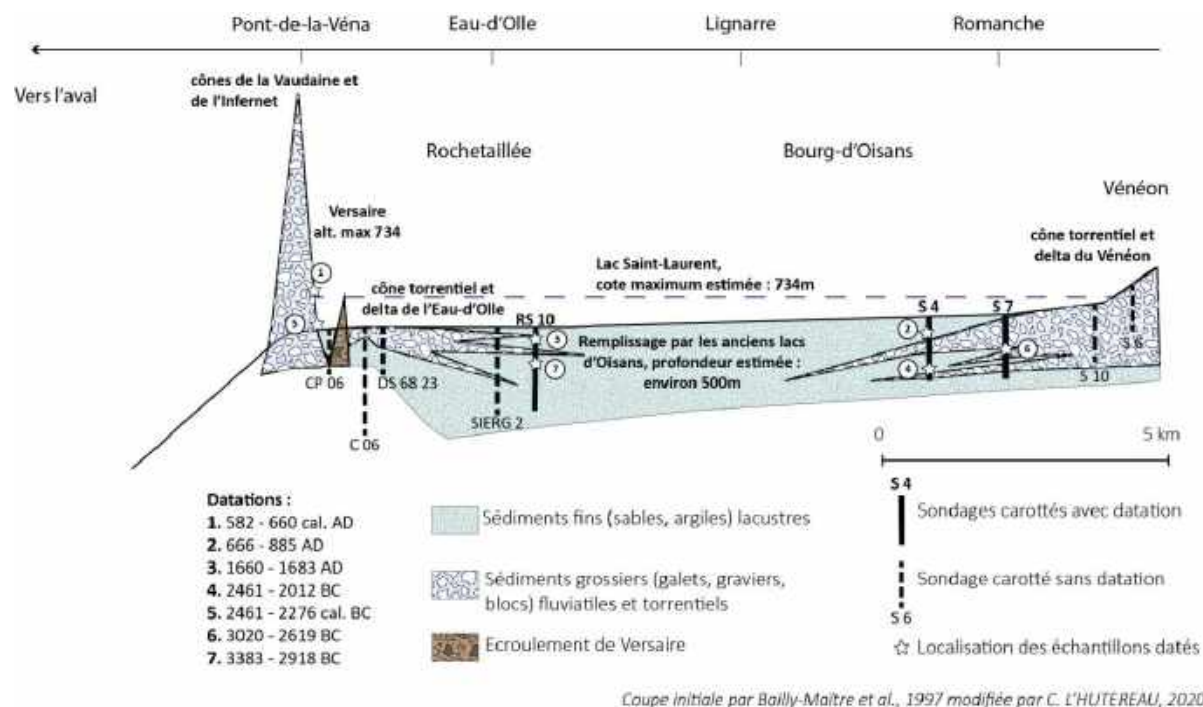 Pont-de-la-Véna Eau-d'Olle Lignarre Romanche
Vers l'aval
cônes de la Vaudaine et
de l'Infernet
Rochetaillée Bourg-d'Oisans
Vénéon
Versaire
alt. max 734
cône torrentiel et
delta du Vénéon
1
Lac Saint-Laurent,
cote maximum estimée : 734m
cône torrentiel et
delta de l'Eau-d'Olle
RS 10 S 4 S 7
5 3 2 6
Remplissage par les anciens lacs
d'Oisans, profondeur estimée :
environ 500m
7 4
S 6
S 10
CP 06 DS 68 23
SIERG 2
C 06
0 5 km
Datations :
1. 582 - 660 cal. AD
2. 666 - 885 AD
3. 1660 - 1683 AD
4. 2461 - 2012 BC
5. 2461 - 2276 cal. BC
6. 3020 - 2619 BC
7. 3383 - 2918 BC
Sédiments fins (sables, argiles) lacustres
Sédiments grossiers (galets, graviers,
blocs) fluviatiles et torrentiels
Ecroulement de Versaire
S 4
Sondages carottés avec datation
Sondage carotté sans datation
S 6
Localisation des échantillons datés
Coupe initiale par Bailly-Maître et al., 1997 modifiée par C. L'HUTEREAU, 2020